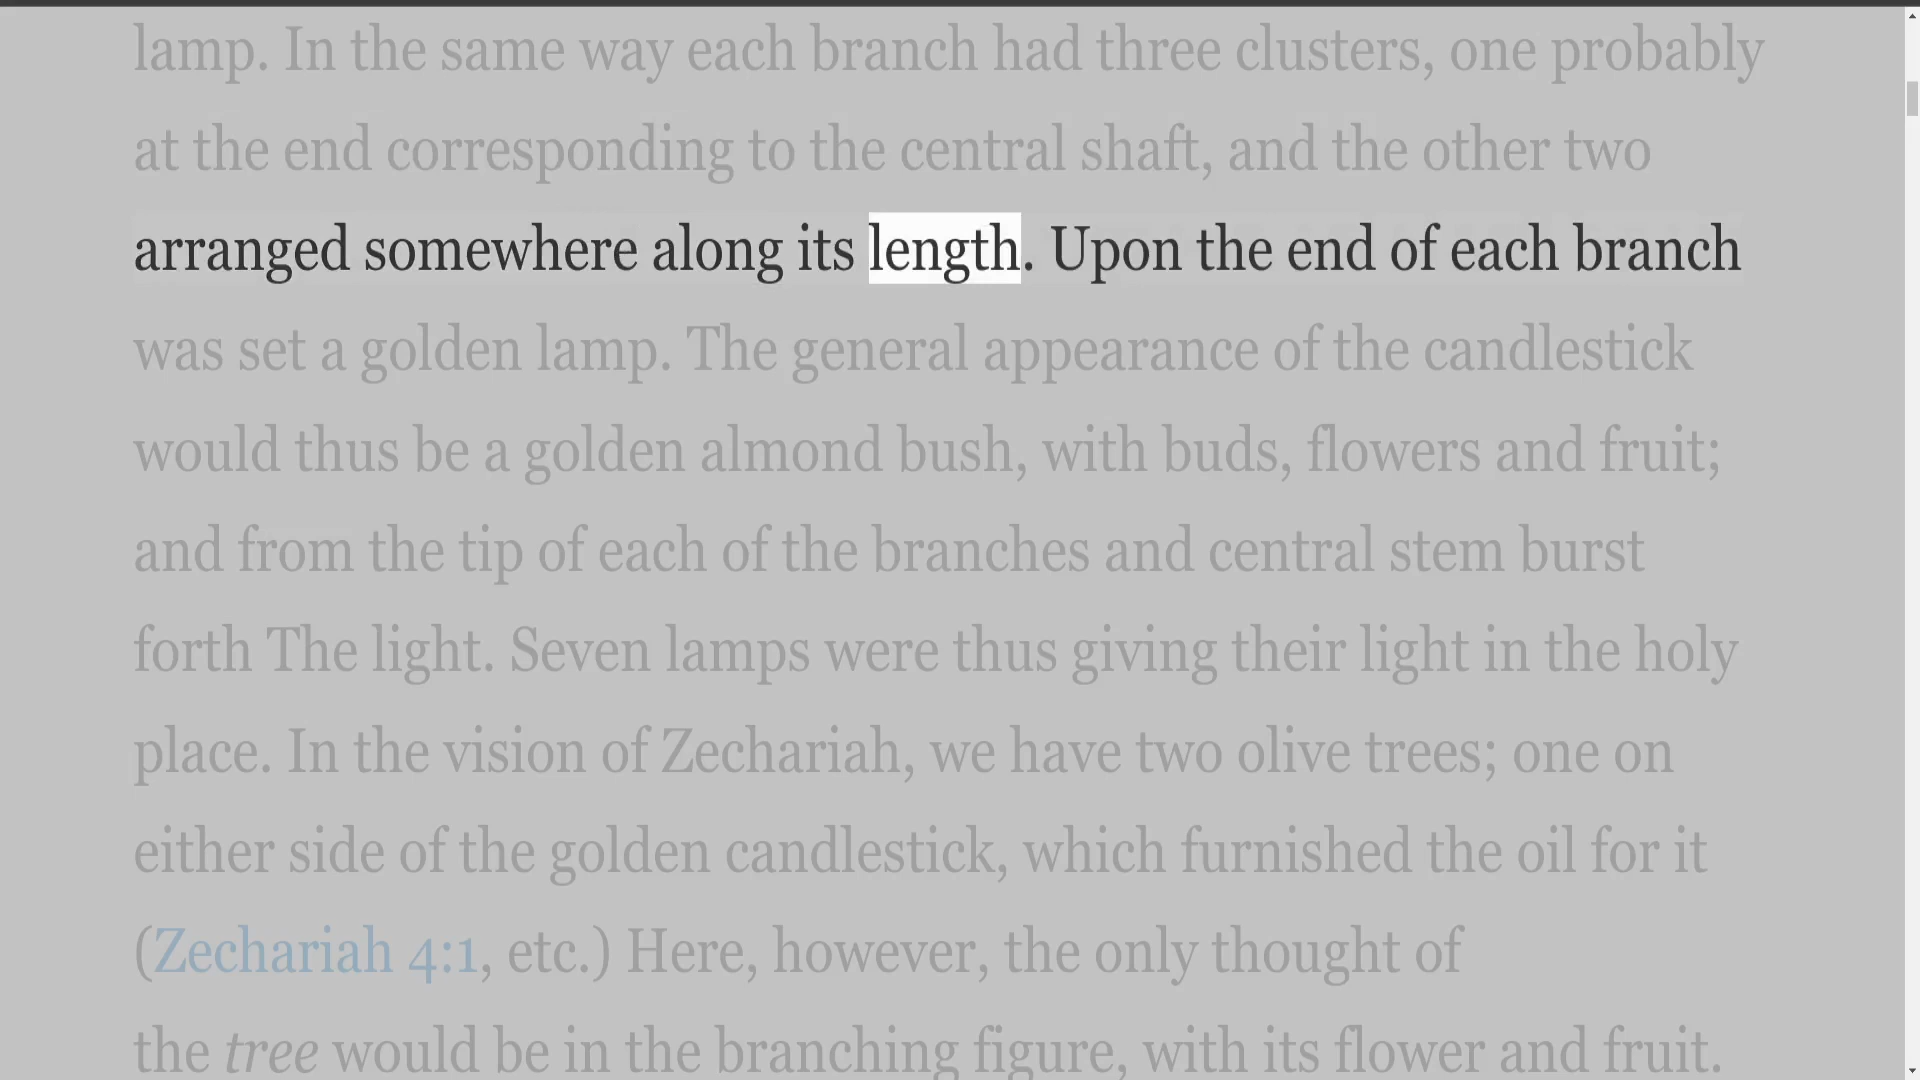 lamp. In the same way each branch had three clusters, one probably
at the end corresponding to the central shaft, and the other two
arranged somewhere along its length. Upon the end of each branch
was set a golden lamp. The general appearance of the candlestick
would thus be a golden almond bush, with buds, flowers and fruit;
and from the tip of each of the branches and central stem burst
forth The light. Seven lamps were thus giving their light in the holy
place. In the vision of Zechariah, we have two olive trees; one on
either side of the golden candlestick, which furnished the oil for it
(Zechariah 4:1, etc.) Here, however, the only thought of
the tree would be in the branching figure, with its flower and fruit.